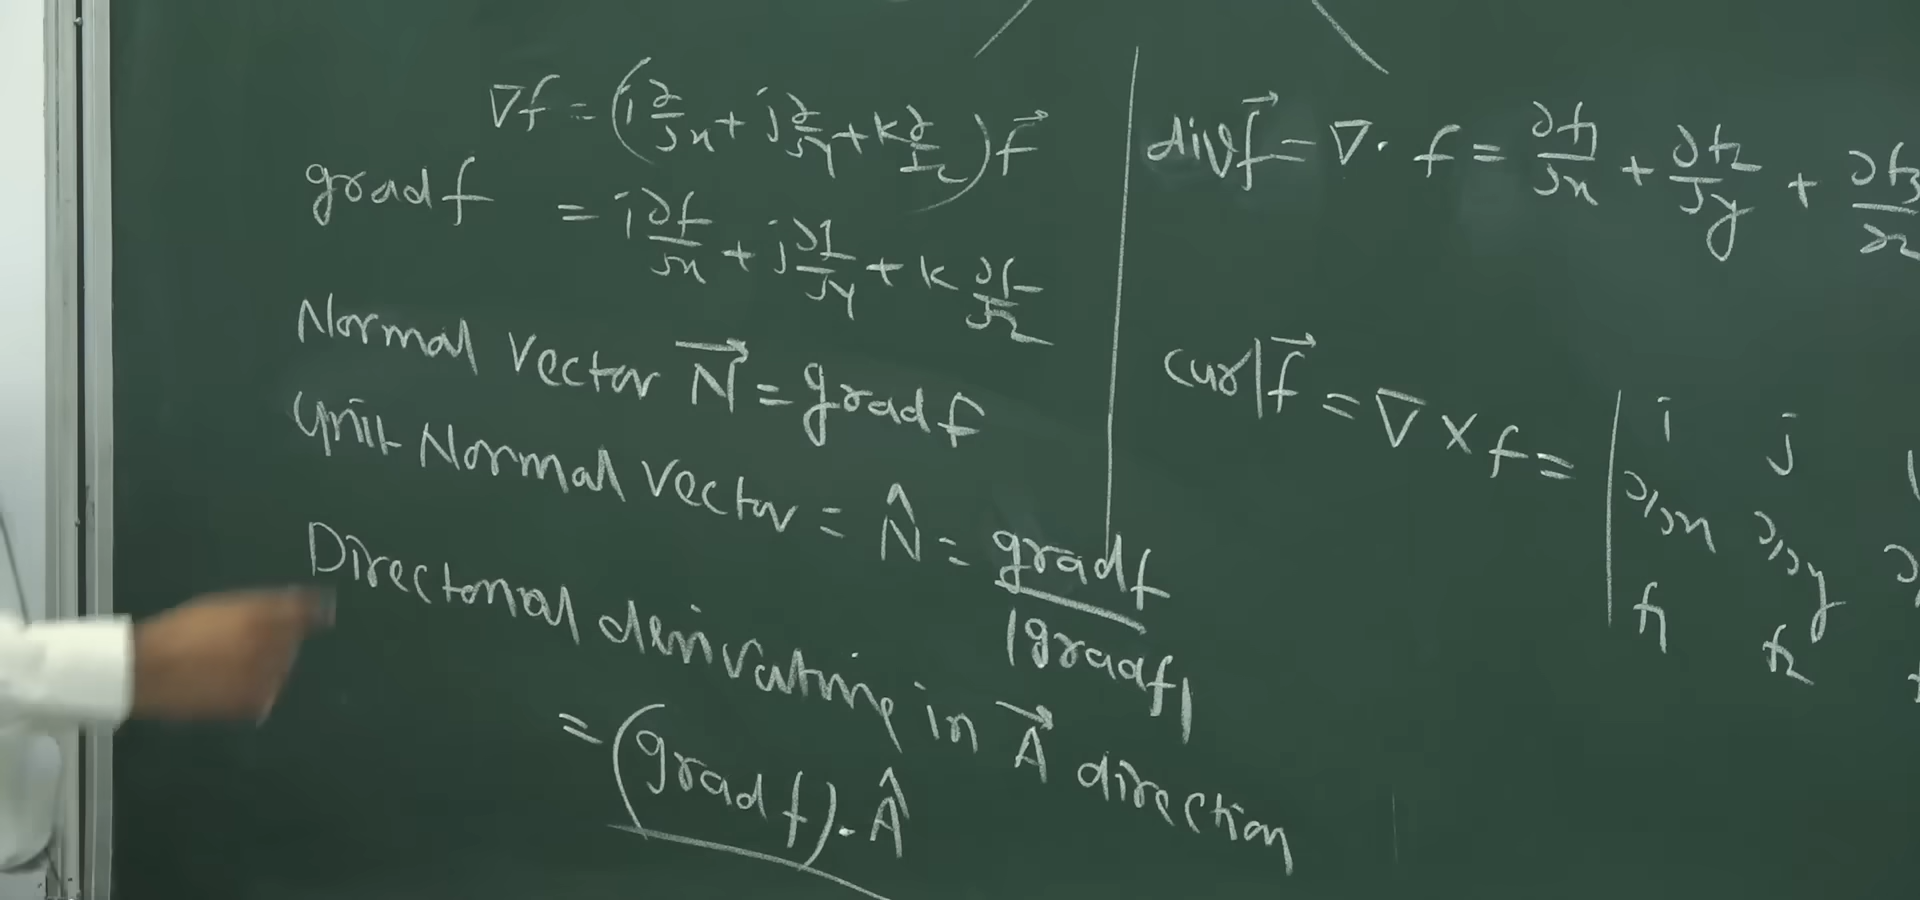 ∇f = (i ∂/∂x + j ∂/∂y + k ∂/∂z) f⃗
grad f = i ∂f/∂x + j ∂f/∂y + k ∂f/∂z
Normal Vector N⃗ = grad f
Unit Normal Vector = N̂ = grad f / |grad f|
Directional derivative in A⃗ direction
= (grad f) · Â
div f⃗ = ∇ · f = ∂f1/∂x + ∂f2/∂y + ∂f3/∂z
curl f⃗ = ∇ × f = | i j
∂/∂x ∂/∂y
f1 f2